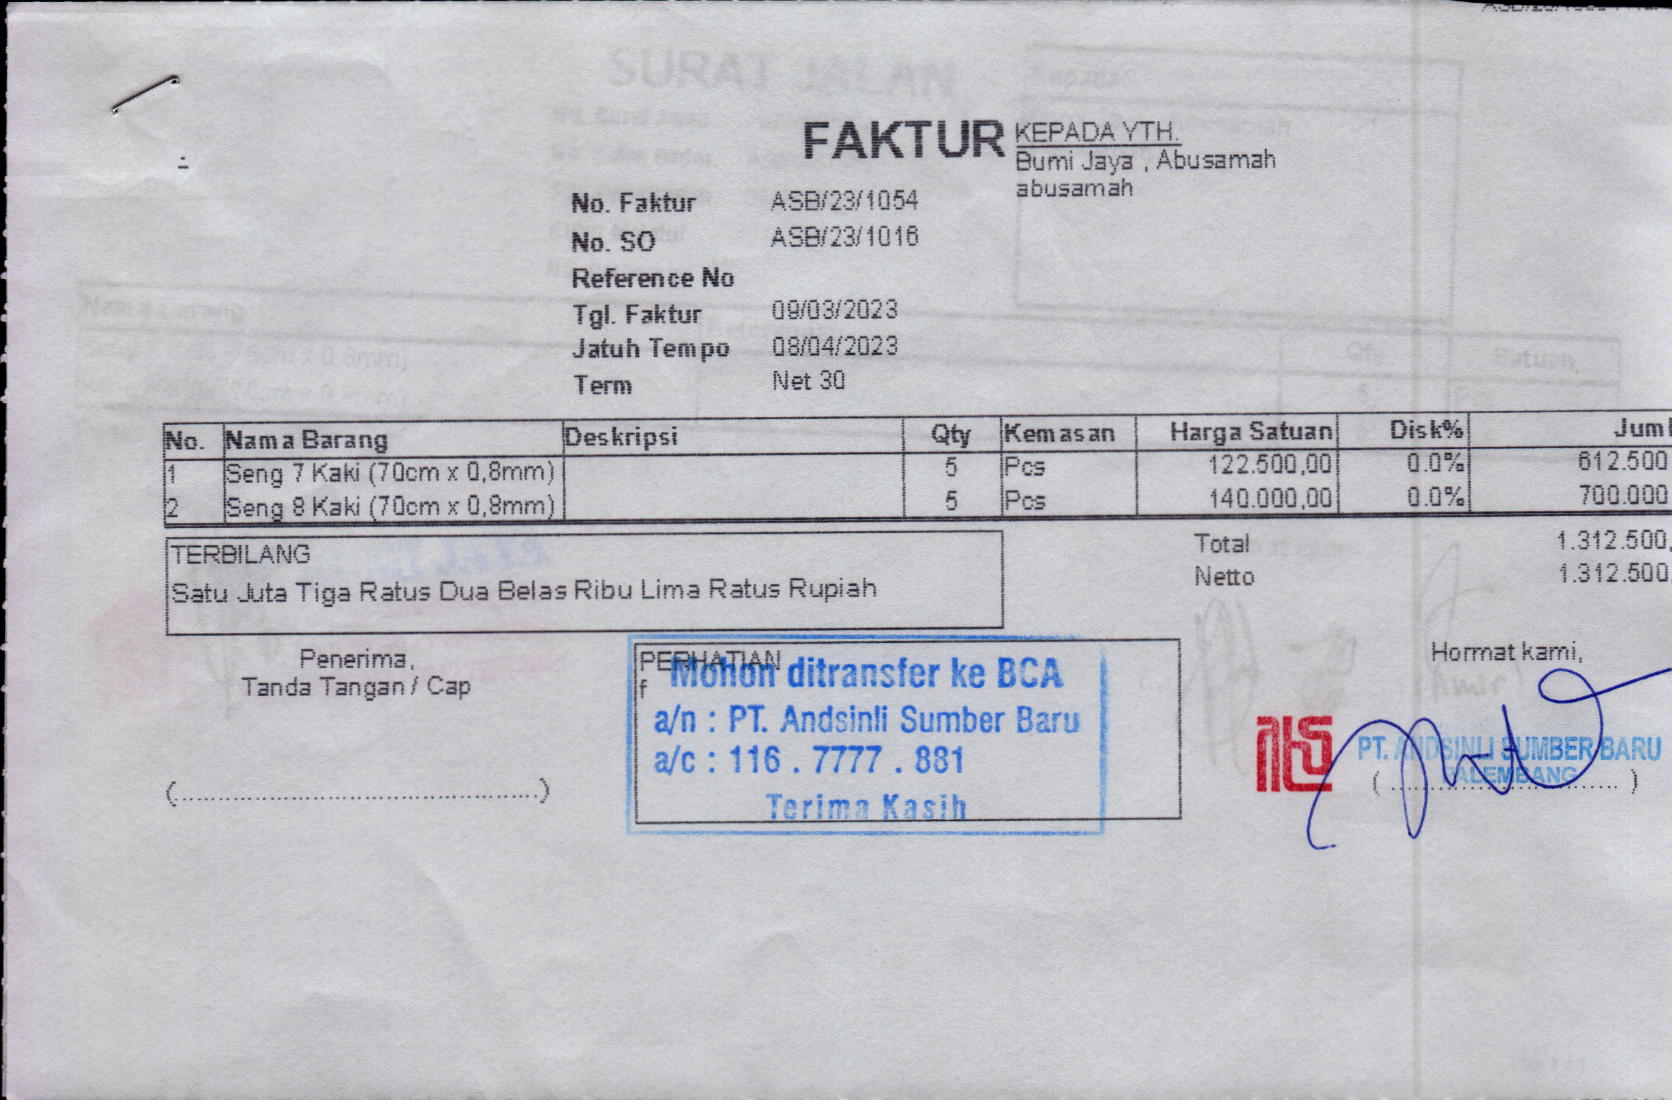 FAKTUR
KEPADA YTH.
Bumi Jaya , Abusamah
abusamah
No. Faktur ASB/23/1054
No. SO ASB/23/1016
Reference No
Tgl. Faktur 09/03/2023
Jatuh Tempo 08/04/2023
Term Net 30
No. Nama Barang Deskripsi Qty Kemasan Harga Satuan Disk% Juml
1 Seng 7 Kaki (70cm x 0,8mm) 5 Pcs 122.500,00 0.0% 612.500
2 Seng 8 Kaki (70cm x 0,8mm) 5 Pcs 140.000,00 0.0% 700.000
TERBILANG
Satu Juta Tiga Ratus Dua Belas Ribu Lima Ratus Rupiah
Total 1.312.500,
Netto 1.312.500,
Penerima,
Tanda Tangan / Cap
PERHATIAN
f
Mohon ditransfer ke BCA
a/n : PT. Andsinli Sumber Baru
a/c : 116 . 7777 . 881
Terima Kasih
Hormat kami,
PT. ANDSINLI SUMBER BARU
PALEMBANG